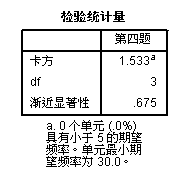 检验统计量
第四题
卡方 1.533a
df 3
渐近显著性 .675
a. 0 个单元 (.0%)
具有小于 5 的期望
频率。单元最小期
望频率为 30.0。